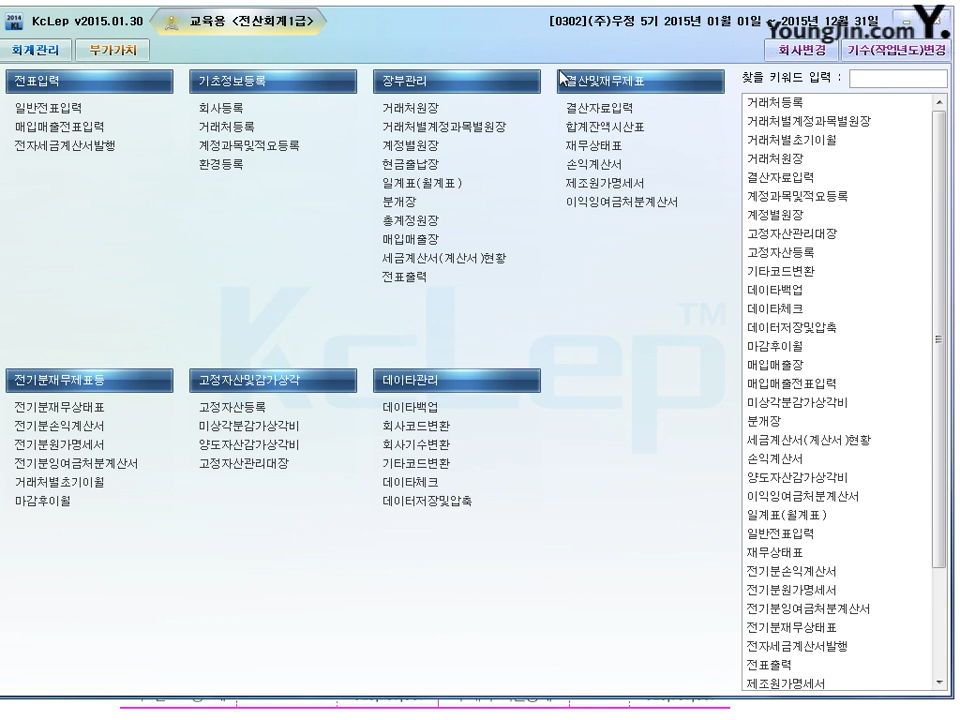 2014 KL KcLep v2015.01.30 교육용 <전산회계1급> [0302](주)우정 5기 2015년 01월 01일 ~ 2015년 12월 31일
YoungJin.com Y.
회계관리 부가가치 회사변경 기수(작업년도)변경
전표입력
일반전표입력
매입매출전표입력
전자세금계산서발행
기초정보등록
회사등록
거래처등록
계정과목및적요등록
환경등록
장부관리
거래처원장
거래처별계정과목별원장
계정별원장
현금출납장
일계표(월계표)
분개장
총계정원장
매입매출장
세금계산서(계산서)현황
전표출력
결산및재무제표
결산자료입력
합계잔액시산표
재무상태표
손익계산서
제조원가명세서
이익잉여금처분계산서
전기분재무제표등
전기분재무상태표
전기분손익계산서
전기분원가명세서
전기분잉여금처분계산서
거래처별초기이월
마감후이월
고정자산및감가상각
고정자산등록
미상각분감가상각비
양도자산감가상각비
고정자산관리대장
데이타관리
데이타백업
회사코드변환
회사기수변환
기타코드변환
데이타체크
데이터저장및압축
KcLep TM
찾을 키워드 입력 :
거래처등록
거래처별계정과목별원장
거래처별초기이월
거래처원장
결산자료입력
계정과목및적요등록
계정별원장
고정자산관리대장
고정자산등록
기타코드변환
데이타백업
데이타체크
데이터저장및압축
마감후이월
매입매출장
매입매출전표입력
미상각분감가상각비
분개장
세금계산서(계산서)현황
손익계산서
양도자산감가상각비
이익잉여금처분계산서
일계표(월계표)
일반전표입력
재무상태표
전기분손익계산서
전기분원가명세서
전기분잉여금처분계산서
전기분재무상태표
전자세금계산서발행
전표출력
제조원가명세서